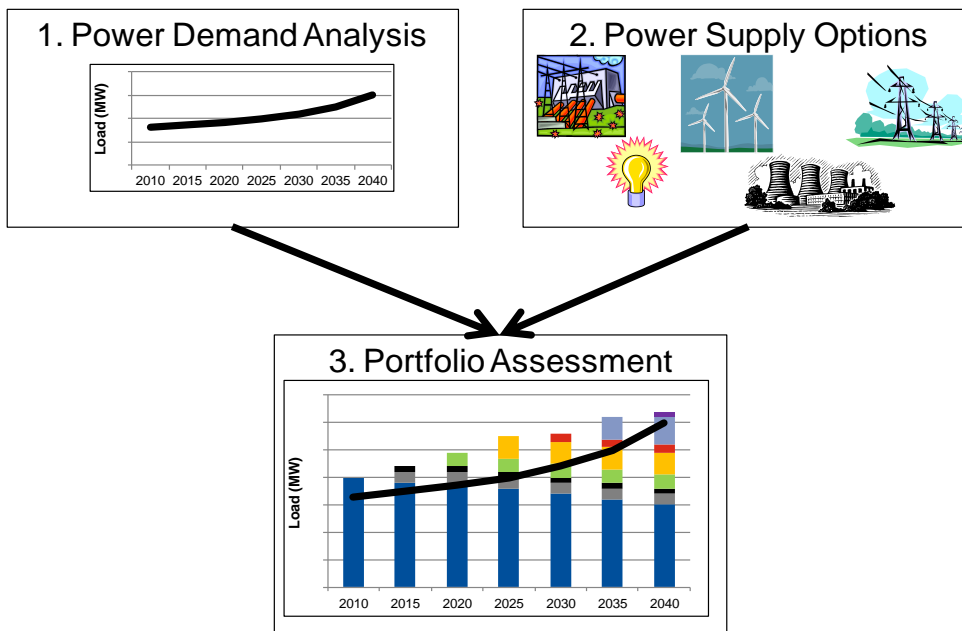 1. Power Demand Analysis
Load (MW)
2010 2015 2020 2025 2030 2035 2040
2. Power Supply Options
3. Portfolio Assessment
Load (MW)
2010 2015 2020 2025 2030 2035 2040